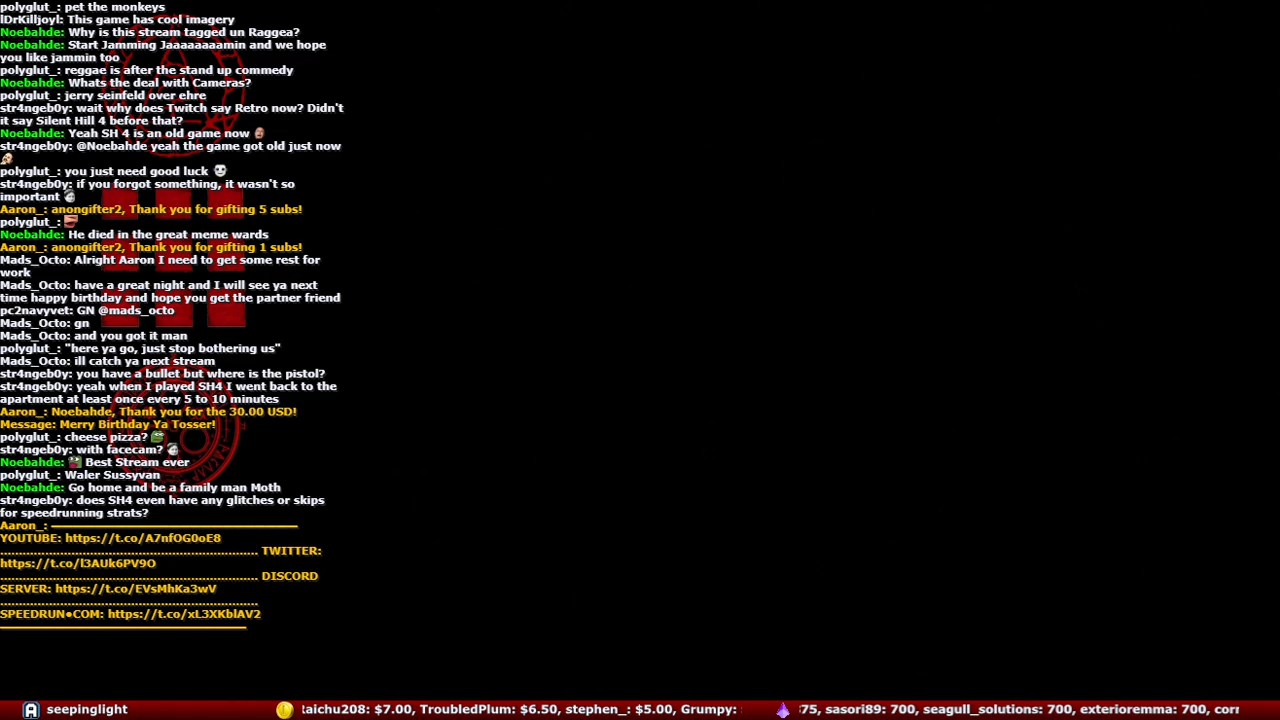 polyglut_: pet the monkeys
lDrKilljoyl: This game has cool imagery
Noebahde: Why is this stream tagged un Raggea?
Noebahde: Start Jamming Jaaaaaaaamin and we hope
you like jammin too
polyglut_: reggae is after the stand up commedy
Noebahde: Whats the deal with Cameras?
polyglut_: jerry seinfeld over ehre
str4ngeb0y: wait why does Twitch say Retro now? Didn't
it say Silent Hill 4 before that?
Noebahde: Yeah SH 4 is an old game now
str4ngeb0y: @Noebahde yeah the game got old just now
polyglut_: you just need good luck
str4ngeb0y: if you forgot something, it wasn't so
important
Aaron_: anongifter2, Thank you for gifting 5 subs!
polyglut_:
Noebahde: He died in the great meme wards
Aaron_: anongifter2, Thank you for gifting 1 subs!
Mads_Octo: Alright Aaron I need to get some rest for
work
Mads_Octo: have a great night and I will see ya next
time happy birthday and hope you get the partner friend
pc2navyvet: GN @mads_octo
Mads_Octo: gn
Mads_Octo: and you got it man
polyglut_: "here ya go, just stop bothering us"
Mads_Octo: ill catch ya next stream
str4ngeb0y: you have a bullet but where is the pistol?
str4ngeb0y: yeah when I played SH4 I went back to the
apartment at least once every 5 to 10 minutes
Aaron_: Noebahde, Thank you for the 30.00 USD!
Message: Merry Birthday Ya Tosser!
polyglut_: cheese pizza?
str4ngeb0y: with facecam?
Noebahde: Best Stream ever
polyglut_: Waler Sussyvan
Noebahde: Go home and be a family man Moth
str4ngeb0y: does SH4 even have any glitches or skips
for speedrunning strats?
Aaron_: ————————————————————
YOUTUBE: https://t.co/A7nfOG0oE8
.................................................................. TWITTER:
https://t.co/l3AUk6PV9O
.................................................................. DISCORD
SERVER: https://t.co/EVsMhKa3wV
..................................................................
SPEEDRUN●COM: https://t.co/xL3XKblAV2
————————————————————
A seepinglight
kaichu208: $7.00, TroubledPlum: $6.50, stephen_: $5.00, Grumpy:
875, sasori89: 700, seagull_solutions: 700, exterioremma: 700, corr